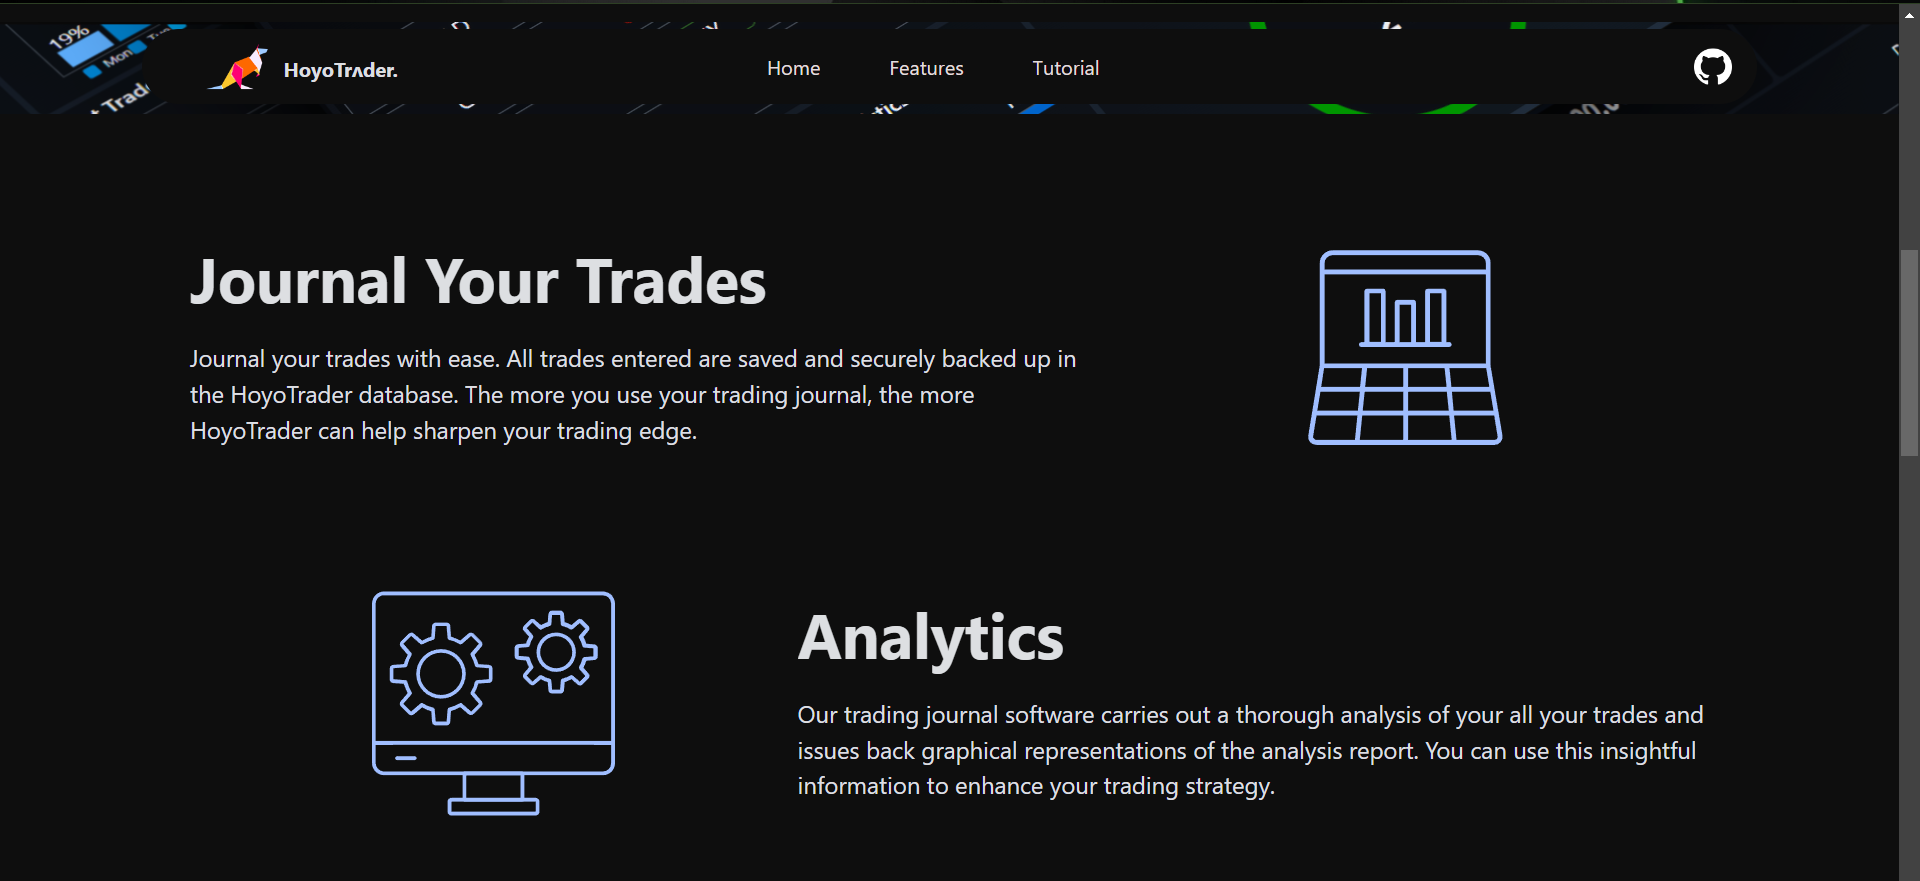 19%
Mon
t Trade
HoyoTrʌder.
Home
Features
Tutorial
Journal Your Trades
Journal your trades with ease. All trades entered are saved and securely backed up in
the HoyoTrader database. The more you use your trading journal, the more
HoyoTrader can help sharpen your trading edge.
Analytics
Our trading journal software carries out a thorough analysis of your all your trades and
issues back graphical representations of the analysis report. You can use this insightful
information to enhance your trading strategy.